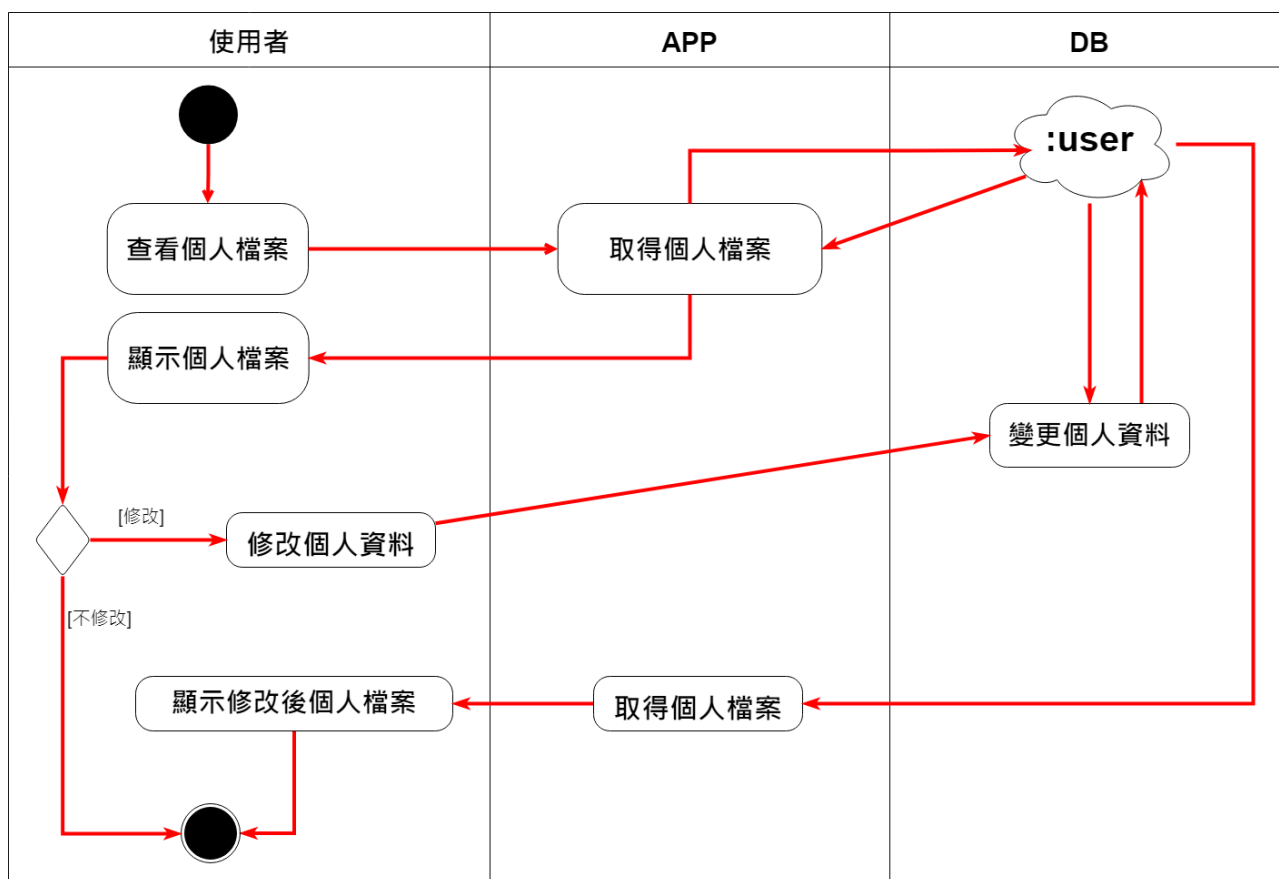 使用者
APP
DB
:user
查看個人檔案
取得個人檔案
顯示個人檔案
變更個人資料
[修改]
修改個人資料
[不修改]
顯示修改後個人檔案
取得個人檔案